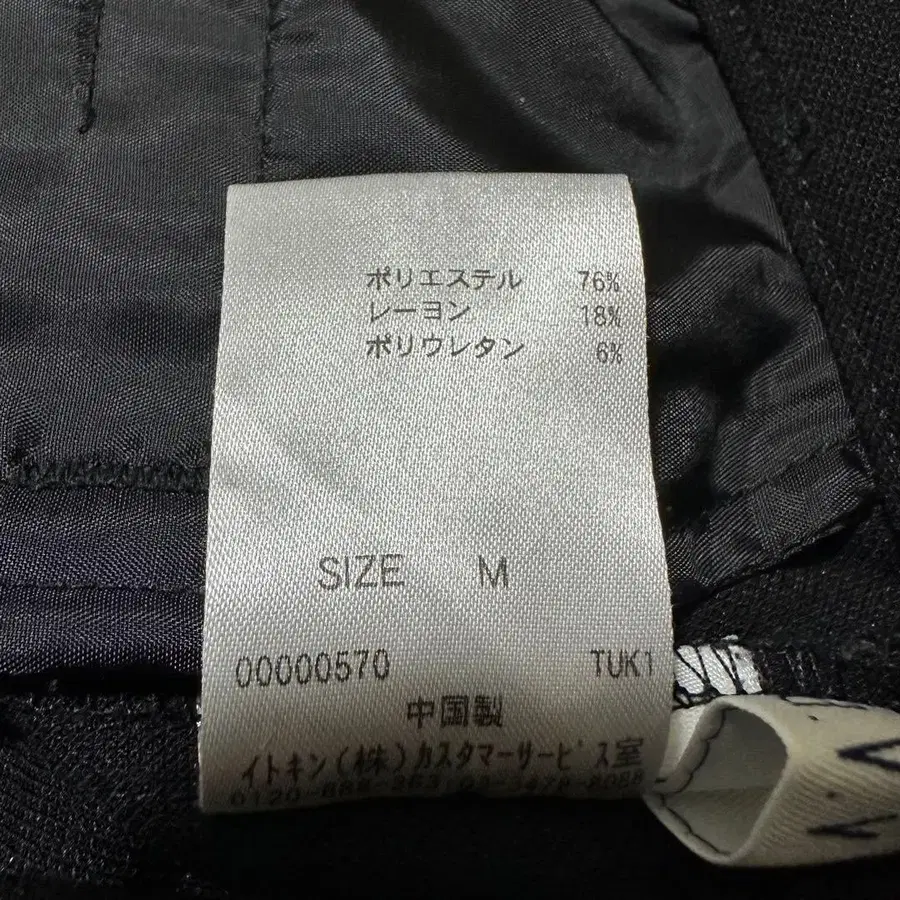 ポリエステル 76%
レーヨン 18%
ポリウレタン 6%
SIZE M
00000570 TUK1
中国製
イトキン(株)カスタマーサービス室